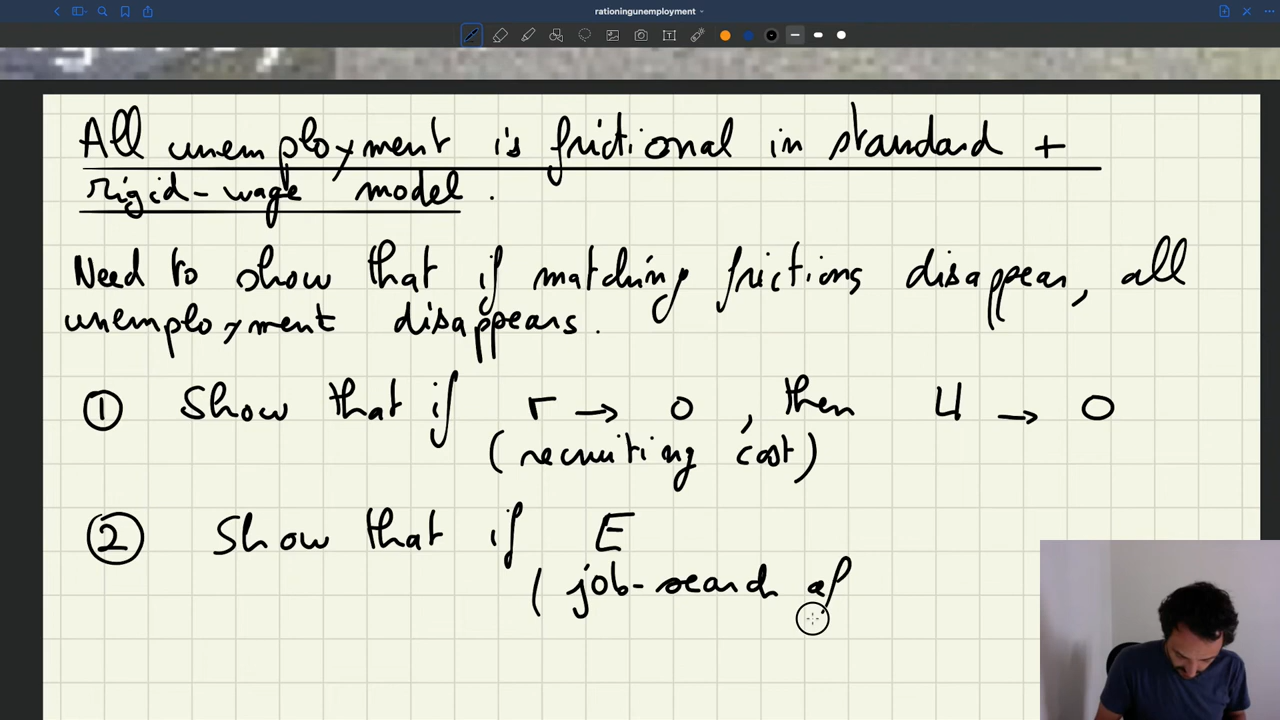 rationingunemployment
All unemployment is frictional in standard +
rigid-wage model.
Need to show that if matching frictions disappear, all
unemployment disappears.
① Show that if r → 0, then u → 0
(recruiting cost)
② Show that if E
(job-search ef